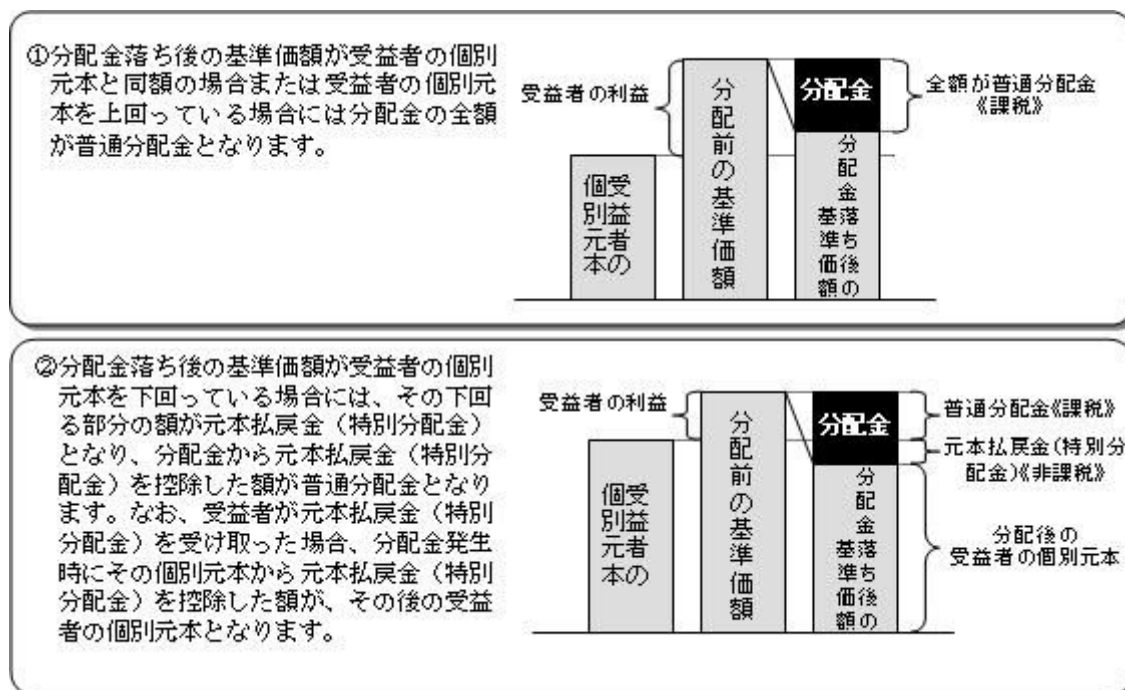 ①分配金落ち後の基準価額が受益者の個別
元本と同額の場合または受益者の個別元
本を上回っている場合には分配金の全額
が普通分配金となります。
受益者の利益
個別元本
受益者の
分配前の基準価額
分配金
分配金落ち後の
基準価額
全額が普通分配金
《課税》
②分配金落ち後の基準価額が受益者の個別
元本を下回っている場合には、その下回
る部分の額が元本払戻金（特別分配金）
となり、分配金から元本払戻金（特別分
配金）を控除した額が普通分配金となり
ます。なお、受益者が元本払戻金（特別
分配金）を受け取った場合、分配金発生
時にその個別元本から元本払戻金（特別
分配金）を控除した額が、その後の受益
者の個別元本となります。
受益者の利益
受益者の
個別元本
分配前の基準価額
分配金
分配金落ち後の
基準価額
普通分配金《課税》
元本払戻金(特別分
配金)《非課税》
分配後の
受益者の個別元本